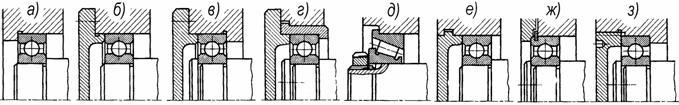 а) б) в) г) д) е) ж) з)